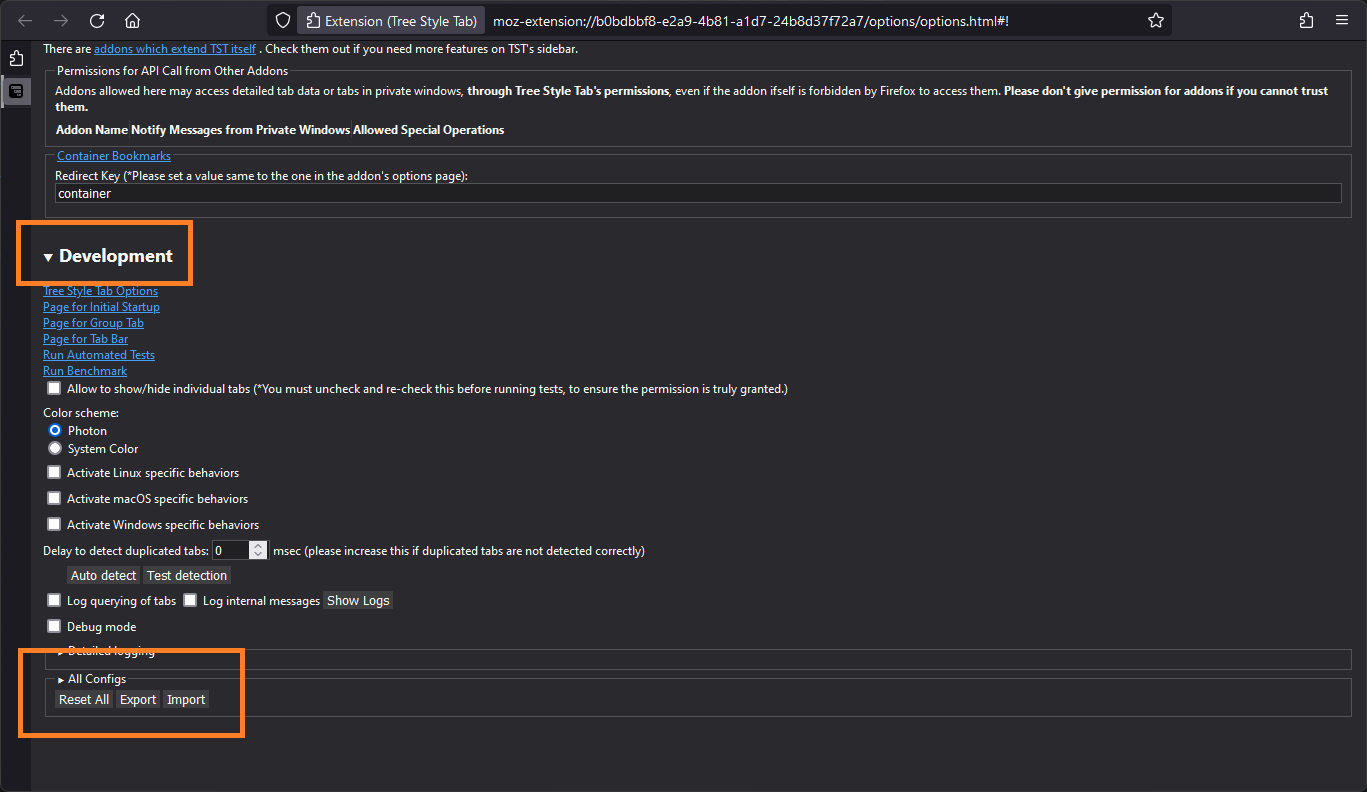 Extension (Tree Style Tab) moz-extension://b0bdbbf8-e2a9-4b81-a1d7-24b8d37f72a7/options/options.html#!
There are addons which extend TST itself . Check them out if you need more features on TST's sidebar.
Permissions for API Call from Other Addons
Addons allowed here may access detailed tab data or tabs in private windows, through Tree Style Tab's permissions, even if the addon ifself is forbidden by Firefox to access them. Please don't give permission for addons if you cannot trust
them.
Addon Name Notify Messages from Private Windows Allowed Special Operations
Container Bookmarks
Redirect Key (*Please set a value same to the one in the addon's options page):
container
▾ Development
Tree Style Tab Options
Page for Initial Startup
Page for Group Tab
Page for Tab Bar
Run Automated Tests
Run Benchmark
Allow to show/hide individual tabs (*You must uncheck and re-check this before running tests, to ensure the permission is truly granted.)
Color scheme:
Photon
System Color
Activate Linux specific behaviors
Activate macOS specific behaviors
Activate Windows specific behaviors
Delay to detect duplicated tabs: 0 msec (please increase this if duplicated tabs are not detected correctly)
Auto detect Test detection
Log querying of tabs Log internal messages Show Logs
Debug mode
▸ Detailed logging
▸ All Configs
Reset All Export Import